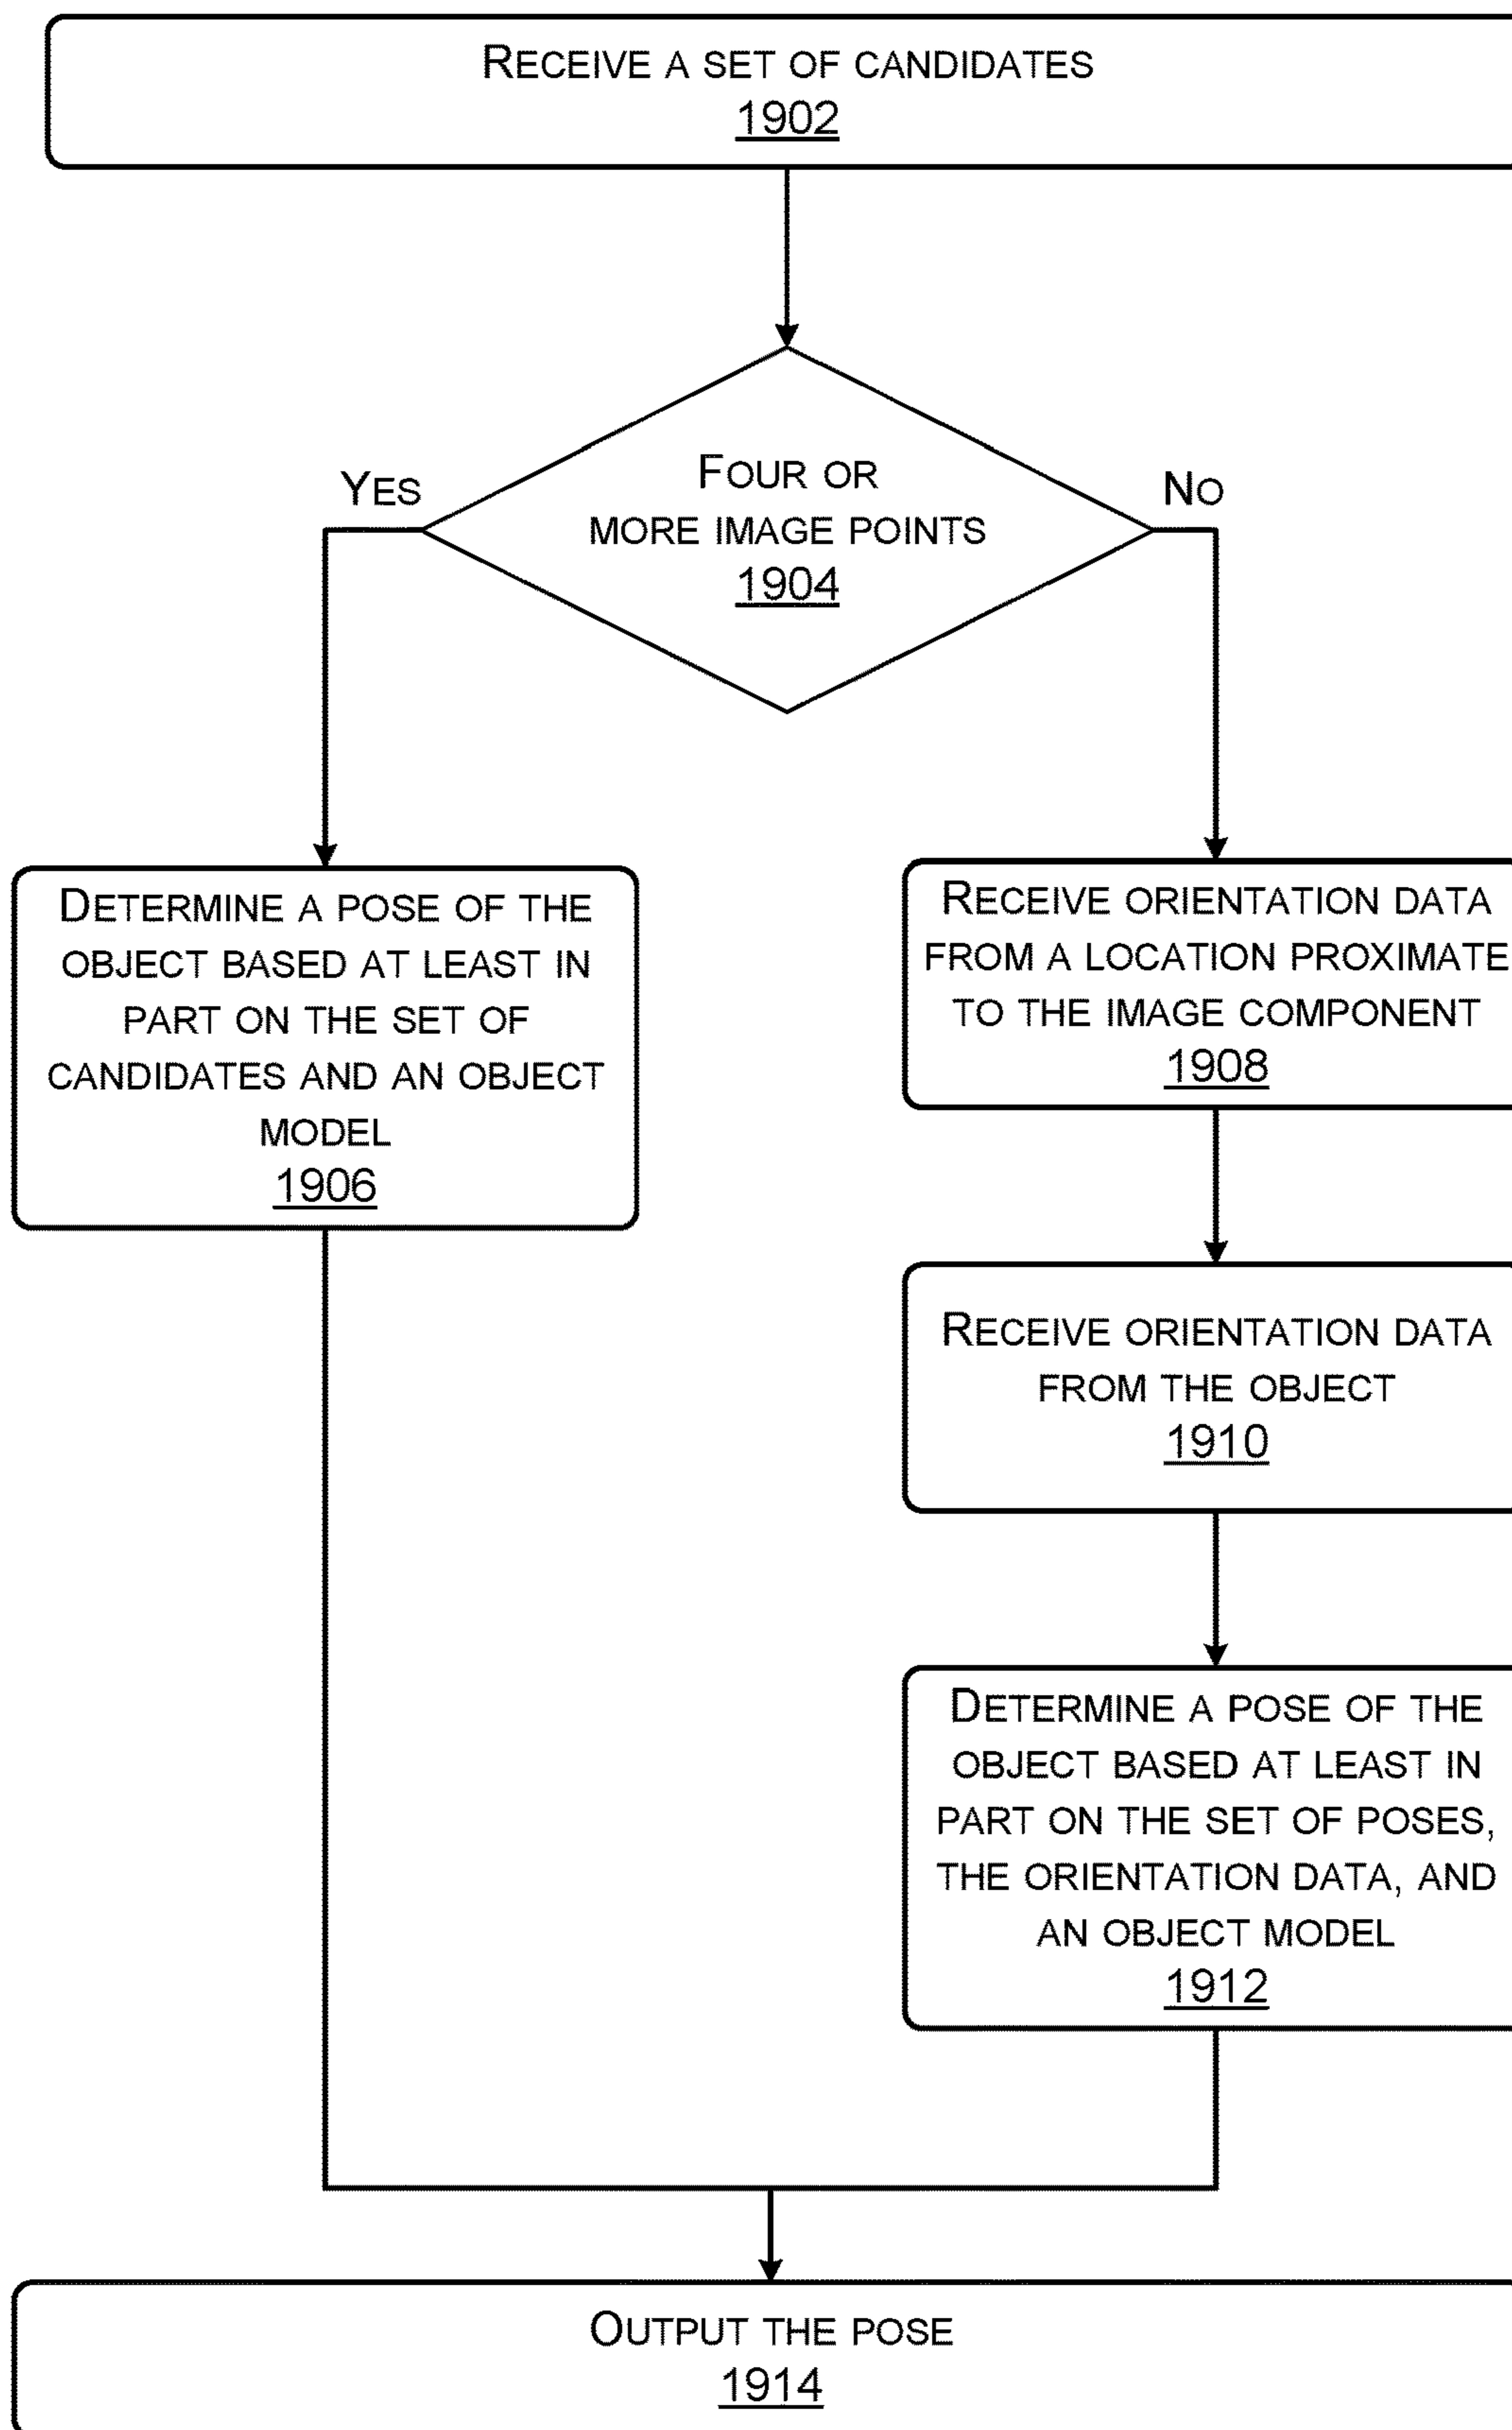 RECEIVE A SET OF CANDIDATES
1902
FOUR OR
MORE IMAGE POINTS
1904
YES
NO
DETERMINE A POSE OF THE
OBJECT BASED AT LEAST IN
PART ON THE SET OF
CANDIDATES AND AN OBJECT
MODEL
1906
RECEIVE ORIENTATION DATA
FROM A LOCATION PROXIMATE
TO THE IMAGE COMPONENT
1908
RECEIVE ORIENTATION DATA
FROM THE OBJECT
1910
DETERMINE A POSE OF THE
OBJECT BASED AT LEAST IN
PART ON THE SET OF POSES,
THE ORIENTATION DATA, AND
AN OBJECT MODEL
1912
OUTPUT THE POSE
1914